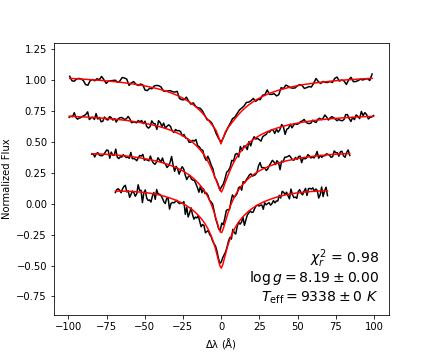 1.25
1.00
0.75
0.50
0.25
0.00
−0.25
−0.50
−0.75
Normalized Flux
χ²ᵣ = 0.98
log g = 8.19 ± 0.00
T_eff = 9338 ± 0 K
−100 −75 −50 −25 0 25 50 75 100
Δλ (Å)